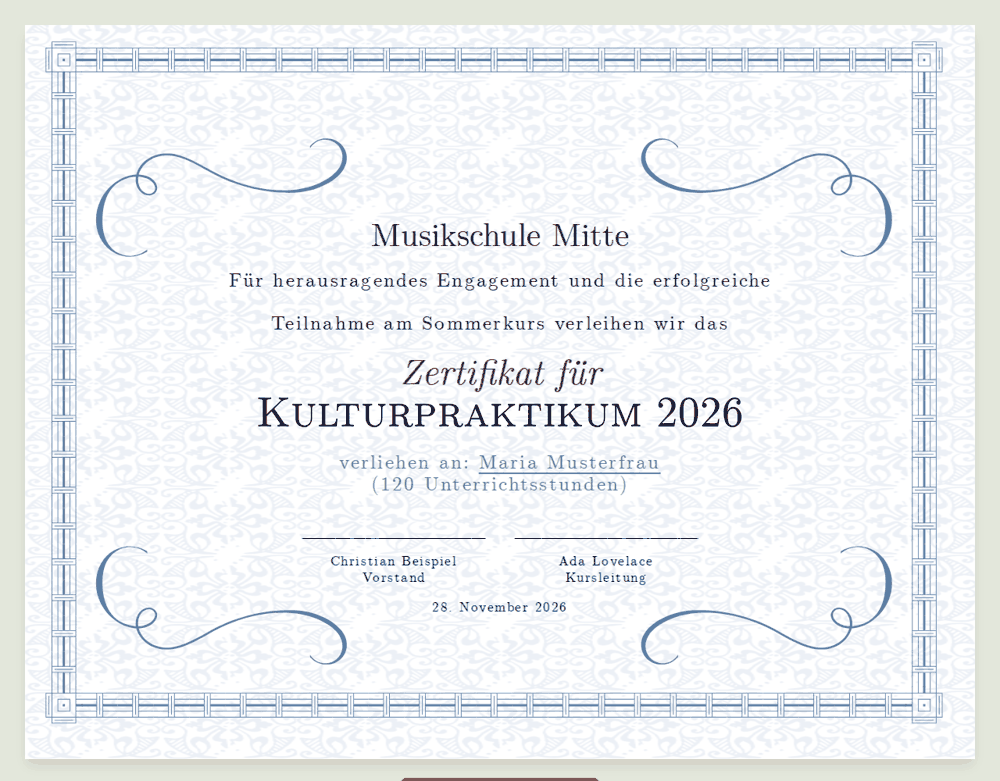 Musikschule Mitte
Für herausragendes Engagement und die erfolgreiche
Teilnahme am Sommerkurs verleihen wir das
Zertifikat für
KULTURPRAKTIKUM 2026
verliehen an: Maria Musterfrau
(120 Unterrichtsstunden)
Christian Beispiel
Vorstand
Ada Lovelace
Kursleitung
28. November 2026